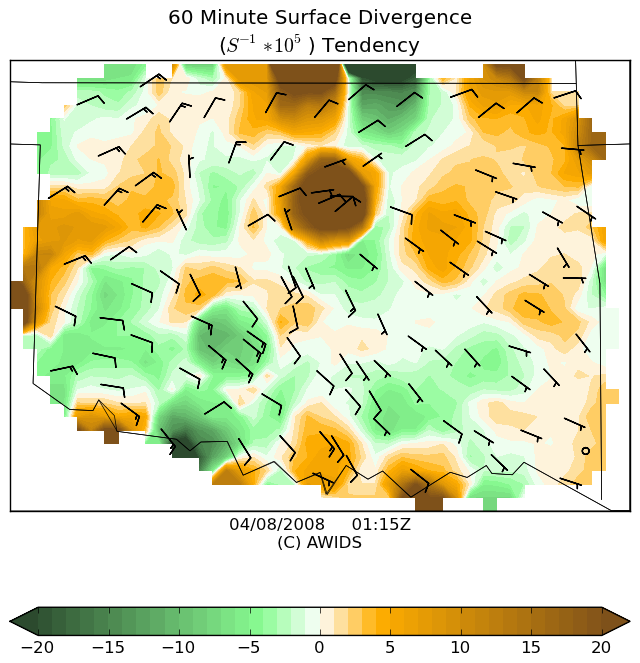 60 Minute Surface Divergence
(S⁻¹ *10⁵ ) Tendency
04/08/2008 01:15Z
(C) AWIDS
−20 −15 −10 −5 0 5 10 15 20